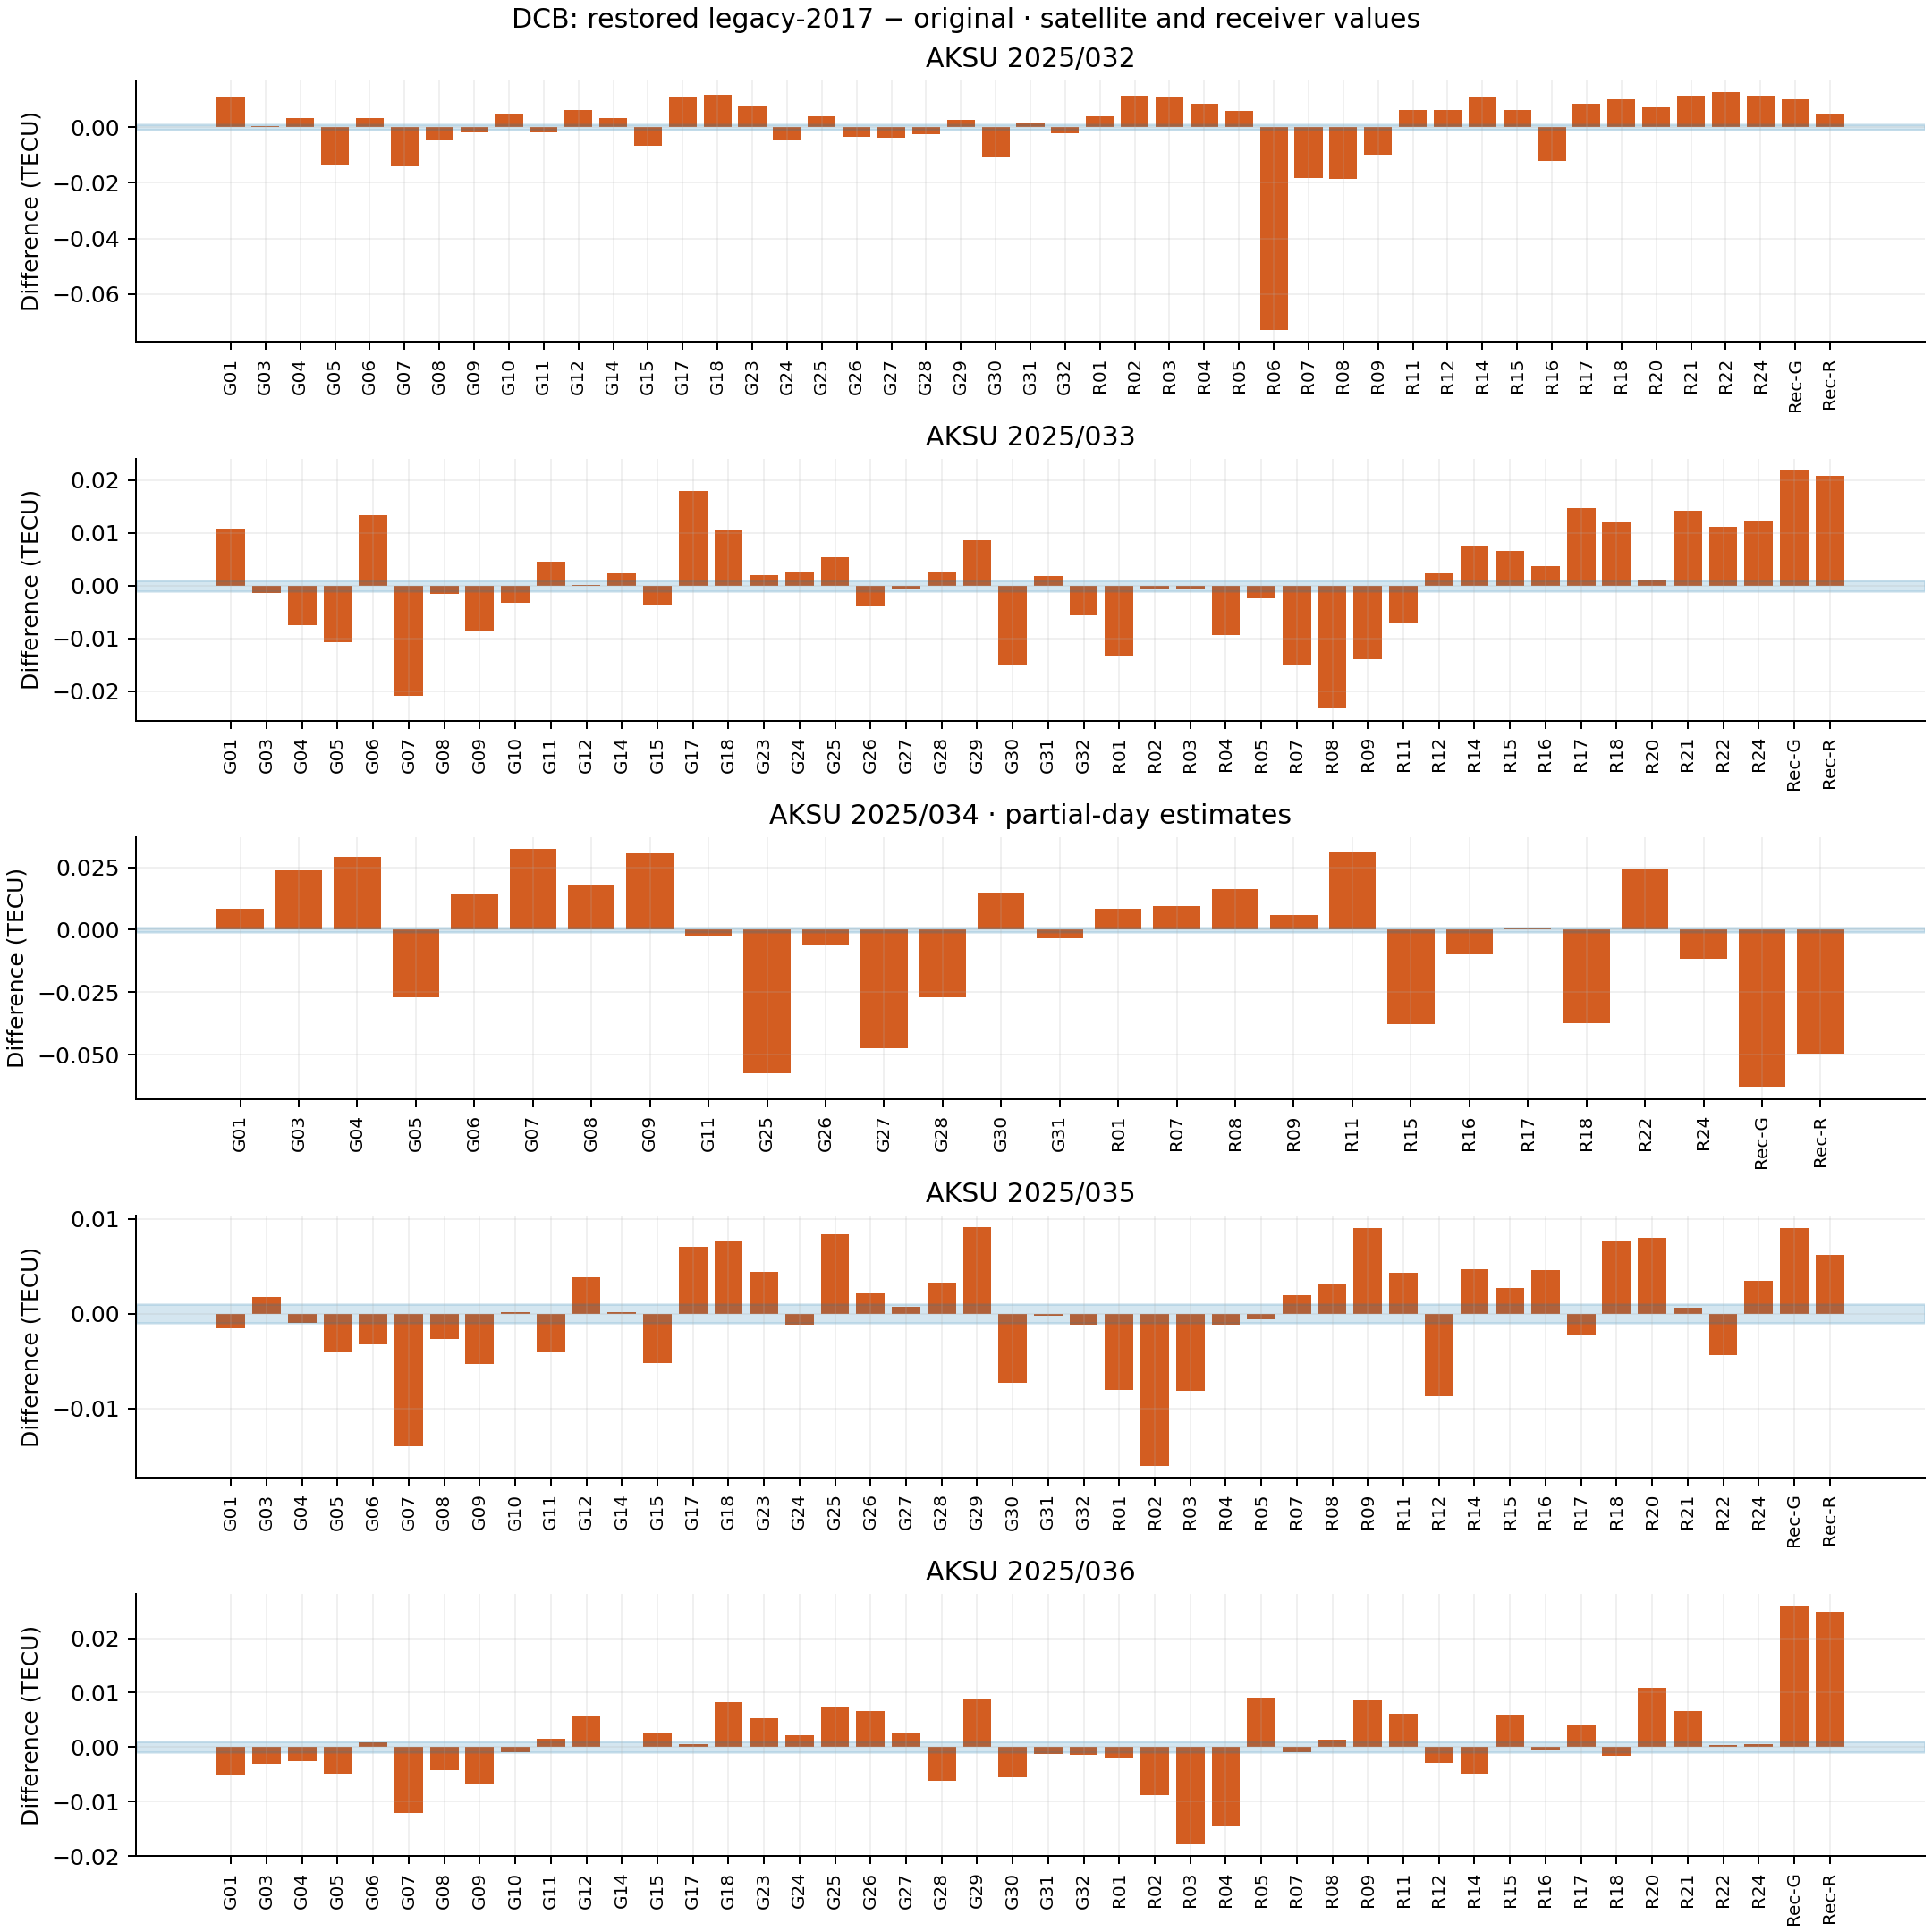 DCB: restored legacy-2017 − original · satellite and receiver values
AKSU 2025/032
Difference (TECU)
0.00
−0.02
−0.04
−0.06
G01 G03 G04 G05 G06 G07 G08 G09 G10 G11 G12 G14 G15 G17 G18 G23 G24 G25 G26 G27 G28 G29 G30 G31 G32 R01 R02 R03 R04 R05 R06 R07 R08 R09 R11 R12 R14 R15 R16 R17 R18 R20 R21 R22 R24 Rec-G Rec-R
AKSU 2025/033
Difference (TECU)
0.02
0.01
0.00
−0.01
−0.02
G01 G03 G04 G05 G06 G07 G08 G09 G10 G11 G12 G14 G15 G17 G18 G23 G24 G25 G26 G27 G28 G29 G30 G31 G32 R01 R02 R03 R04 R05 R07 R08 R09 R11 R12 R14 R15 R16 R17 R18 R20 R21 R22 R24 Rec-G Rec-R
AKSU 2025/034 · partial-day estimates
Difference (TECU)
0.025
0.000
−0.025
−0.050
G01 G03 G04 G05 G06 G07 G08 G09 G11 G25 G26 G27 G28 G30 G31 R01 R07 R08 R09 R11 R15 R16 R17 R18 R22 R24 Rec-G Rec-R
AKSU 2025/035
Difference (TECU)
0.01
0.00
−0.01
G01 G03 G04 G05 G06 G07 G08 G09 G10 G11 G12 G14 G15 G17 G18 G23 G24 G25 G26 G27 G28 G29 G30 G31 G32 R01 R02 R03 R04 R05 R07 R08 R09 R11 R12 R14 R15 R16 R17 R18 R20 R21 R22 R24 Rec-G Rec-R
AKSU 2025/036
Difference (TECU)
0.02
0.01
0.00
−0.01
−0.02
G01 G03 G04 G05 G06 G07 G08 G09 G10 G11 G12 G14 G15 G17 G18 G23 G24 G25 G26 G27 G28 G29 G30 G31 G32 R01 R02 R03 R04 R05 R07 R08 R09 R11 R12 R14 R15 R16 R17 R18 R20 R21 R22 R24 Rec-G Rec-R